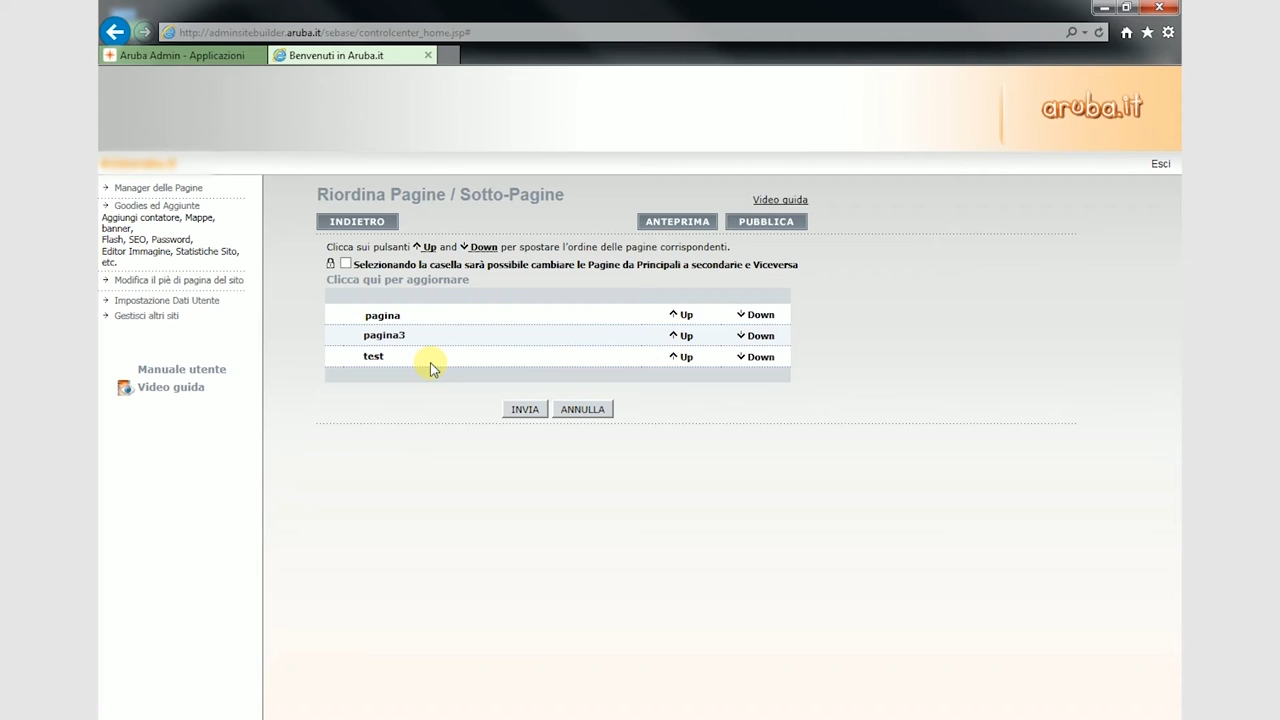 http://adminsitebuilder.aruba.it/sebase/controlcenter_home.jsp#
Aruba Admin - Applicazioni
Benvenuti in Aruba.it
aruba.it
Esci
Manager delle Pagine
Goodies ed Aggiunte
Aggiungi contatore, Mappe,
banner,
Flash, SEO, Password,
Editor Immagine, Statistiche Sito,
etc.
Modifica il piè di pagina del sito
Impostazione Dati Utente
Gestisci altri siti
Manuale utente
Video guida
Riordina Pagine / Sotto-Pagine
Video guida
INDIETRO
ANTEPRIMA
PUBBLICA
Clicca sui pulsanti Up and Down per spostare l'ordine delle pagine corrispondenti.
Selezionando la casella sarà possibile cambiare le Pagine da Principali a secondarie e Viceversa
Clicca qui per aggiornare
pagina Up Down
pagina3 Up Down
test Up Down
INVIA ANNULLA